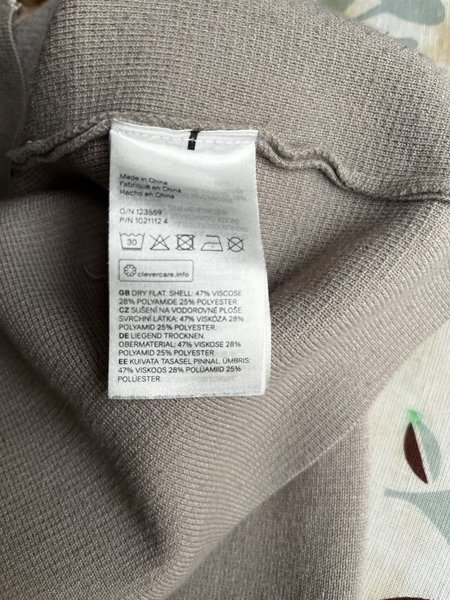 Made in China
Fabriqué en Chine
Hecho en China
O/N 123559
P/N 1021112 4
30
clevercare.info
GB DRY FLAT. SHELL: 47% VISCOSE
28% POLYAMIDE 25% POLYESTER
CZ SUŠENÍ NA VODOROVNÉ PLOŠE.
SVRCHNÍ LÁTKA: 47% VISKÓZA 28%
POLYAMID 25% POLYESTER
DE LIEGEND TROCKNEN
OBERMATERIAL: 47% VISKOSE 28%
POLYAMID 25% POLYESTER.
EE KUIVATA TASASEL PINNAL. ÜMBRIS:
47% VISKOOS 28% POLÜAMIID 25%
POLUESTER.